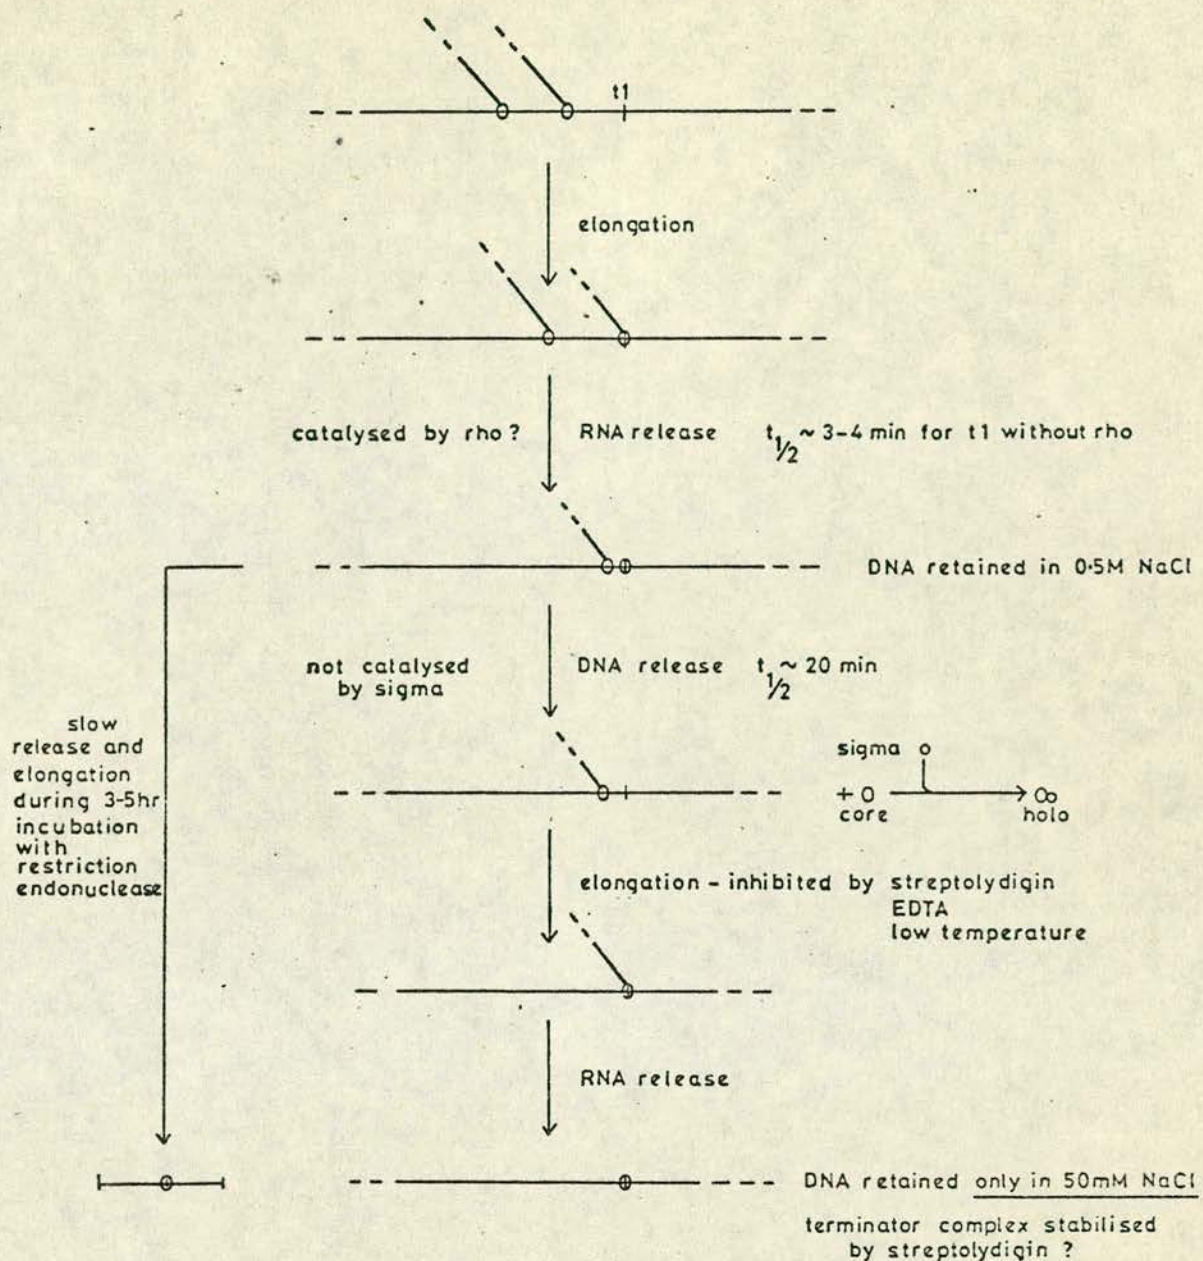 t1
elongation
catalysed by rho?
RNA release
t1/2 ~ 3-4 min for t1 without rho
DNA retained in 0·5M NaCl
not catalysed
by sigma
DNA release
t1/2 ~ 20 min
slow
release and
elongation
during 3-5hr
incubation
with
restriction
endonuclease
sigma o
+ O
core
holo
elongation - inhibited by streptolydigin
EDTA
low temperature
RNA release
DNA retained only in 50mM NaCl
terminator complex stabilised
by streptolydigin ?